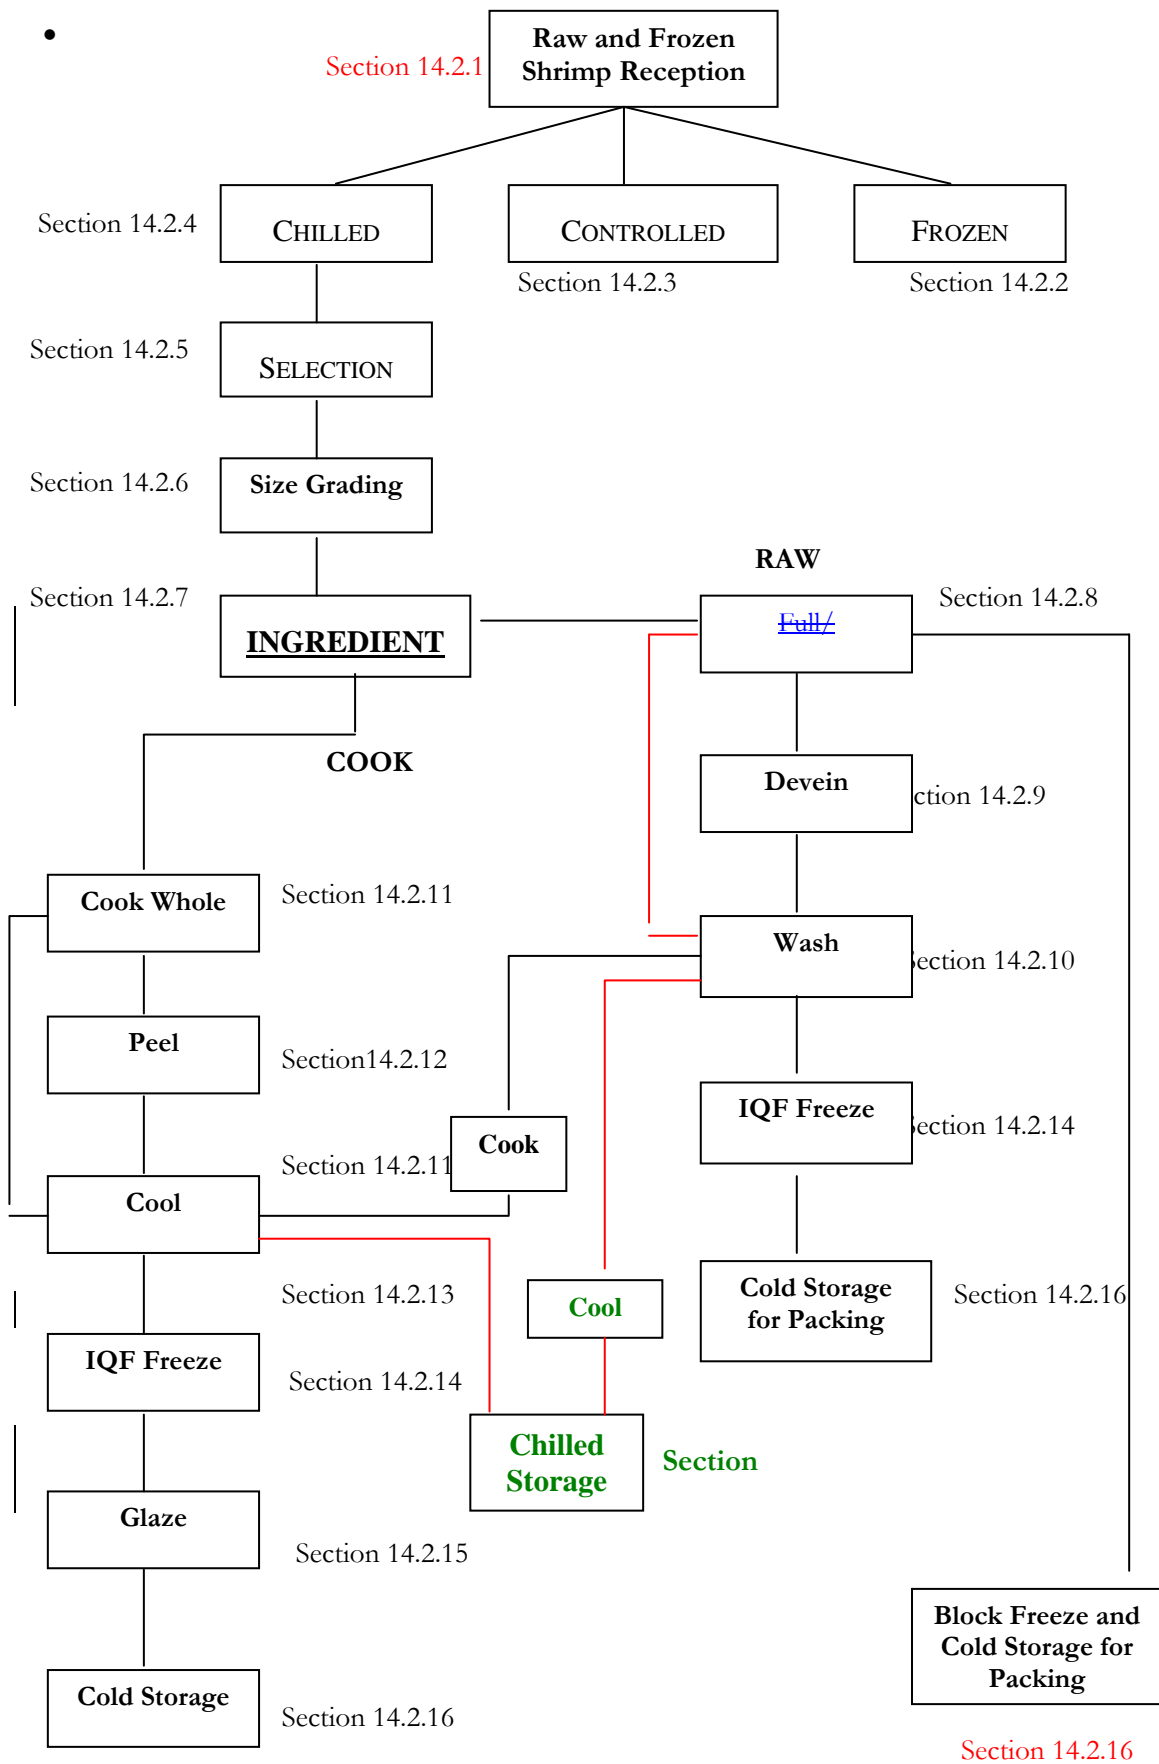 •
Raw and Frozen
Shrimp Reception
Section 14.2.1
Section 14.2.4
CHILLED
CONTROLLED
FROZEN
Section 14.2.3
Section 14.2.2
Section 14.2.5
SELECTION
Section 14.2.6
Size Grading
RAW
Section 14.2.7
INGREDIENT
Full/
Section 14.2.8
COOK
Devein
ction 14.2.9
Cook Whole
Section 14.2.11
Wash
Section 14.2.10
Peel
Section14.2.12
IQF Freeze
Section 14.2.14
Cook
Section 14.2.11
Cool
Section 14.2.13
Cool
Cold Storage
for Packing
Section 14.2.16
IQF Freeze
Section 14.2.14
Chilled
Storage
Section
Glaze
Section 14.2.15
Block Freeze and
Cold Storage for
Packing
Cold Storage
Section 14.2.16
Section 14.2.16